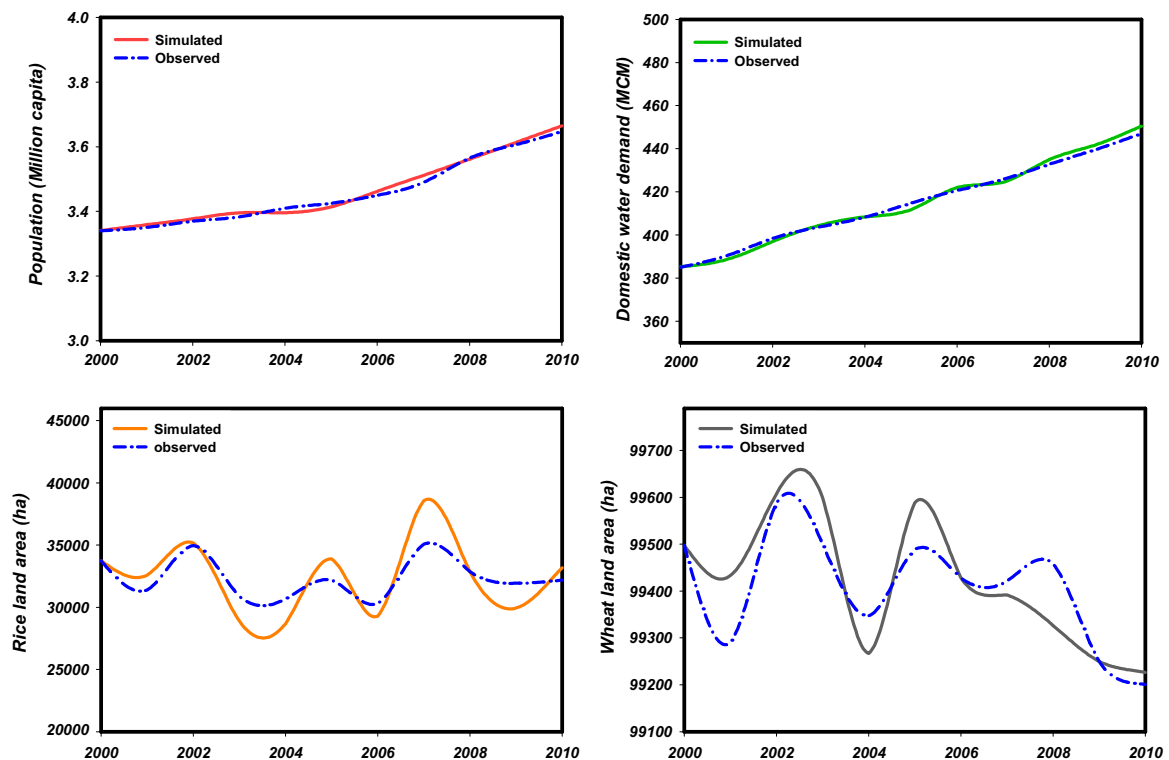 Population (Million capita)
4.0
3.8
3.6
3.4
3.2
3.0
Simulated
Observed
2000 2002 2004 2006 2008 2010
Domestic water demand (MCM)
500
480
460
440
420
400
380
360
Simulated
Observed
2000 2002 2004 2006 2008 2010
Rice land area (ha)
45000
40000
35000
30000
25000
20000
Simulated
observed
2000 2002 2004 2006 2008 2010
Wheat land area (ha)
99700
99600
99500
99400
99300
99200
99100
Simulated
Observed
2000 2002 2004 2006 2008 2010